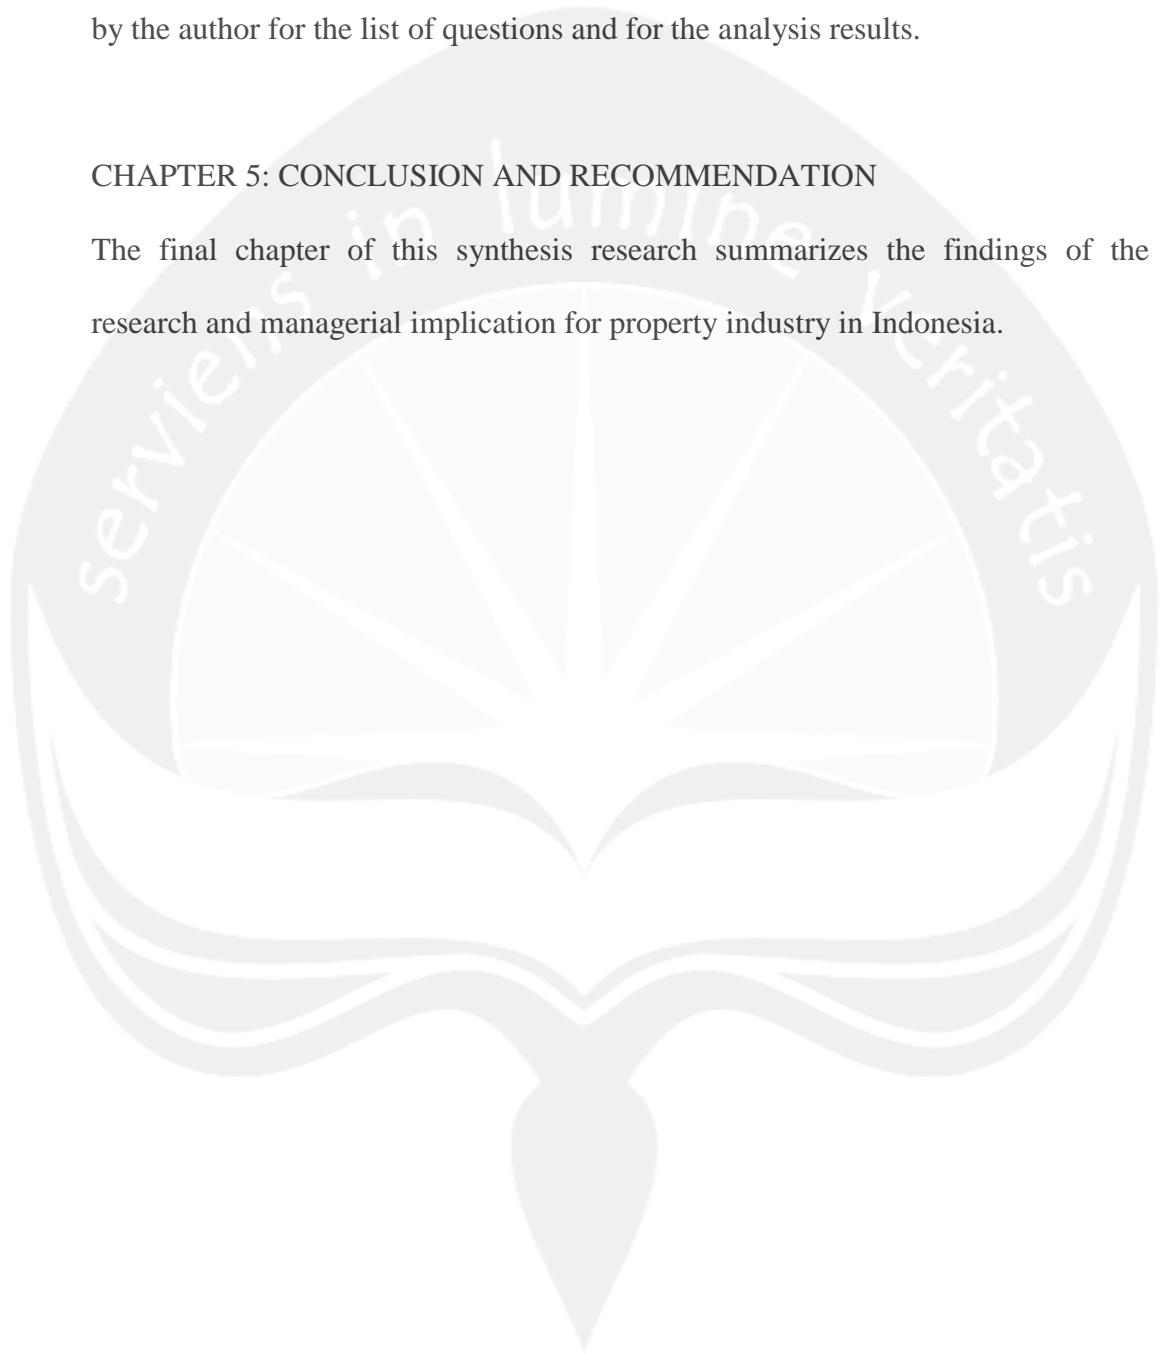 by the author for the list of questions and for the analysis results.
CHAPTER 5: CONCLUSION AND RECOMMENDATION
The final chapter of this synthesis research summarizes the findings of the
research and managerial implication for property industry in Indonesia.
serviens in lumine veritatis